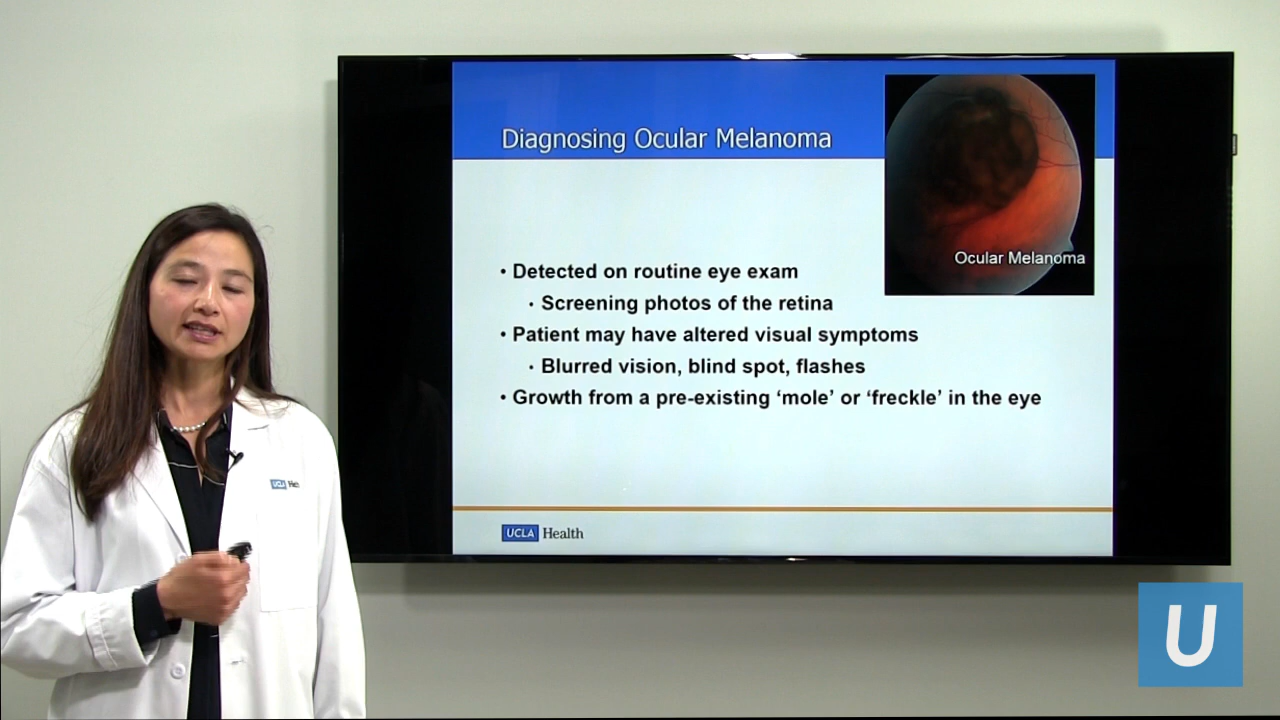 Diagnosing Ocular Melanoma
Ocular Melanoma
• Detected on routine eye exam
• Screening photos of the retina
• Patient may have altered visual symptoms
• Blurred vision, blind spot, flashes
• Growth from a pre-existing ‘mole’ or ‘freckle’ in the eye
UCLA Health
UCLA
U